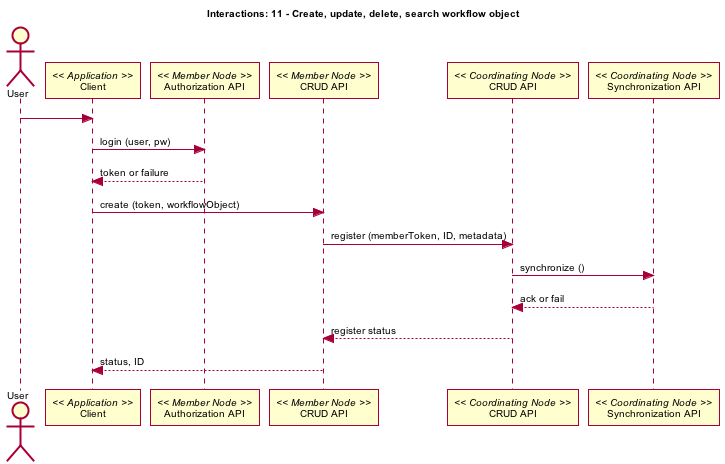 Interactions: 11 - Create, update, delete, search workflow object
User
<< Application >>
Client
<< Member Node >>
Authorization API
<< Member Node >>
CRUD API
<< Coordinating Node >>
CRUD API
<< Coordinating Node >>
Synchronization API
login (user, pw)
token or failure
create (token, workflowObject)
register (memberToken, ID, metadata)
synchronize ()
ack or fail
register status
status, ID
User
<< Application >>
Client
<< Member Node >>
Authorization API
<< Member Node >>
CRUD API
<< Coordinating Node >>
CRUD API
<< Coordinating Node >>
Synchronization API